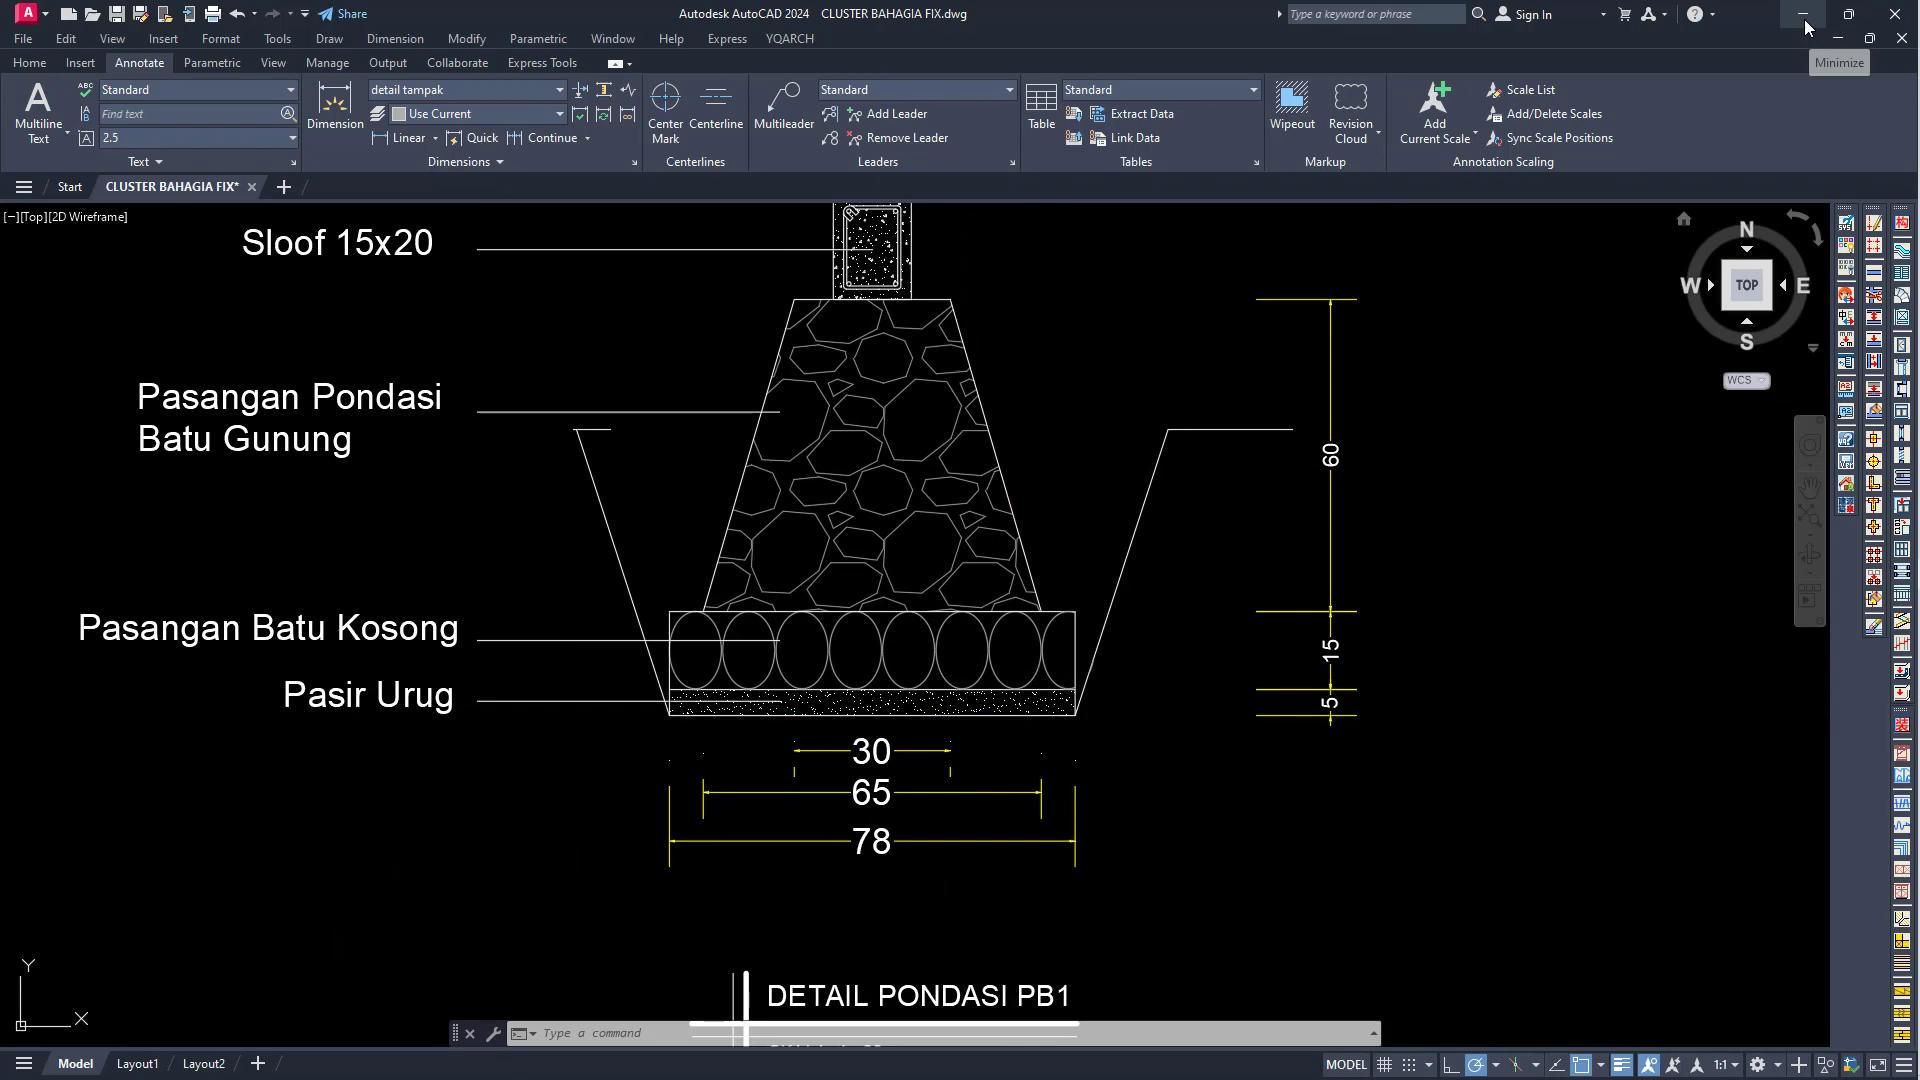 Share
Autodesk AutoCAD 2024 CLUSTER BAHAGIA FIX.dwg
Type a keyword or phrase
Sign In
File Edit View Insert Format Tools Draw Dimension Modify Parametric Window Help Express YQARCH
Minimize
Home Insert Annotate Parametric View Manage Output Collaborate Express Tools
Multiline Text
ABC
Standard
Find text
2.5
Text
Dimension
detail tampak
Use Current
Linear Quick Continue
Dimensions
Center Mark
Centerline
Centerlines
Multileader
Standard
Add Leader
Remove Leader
Leaders
Table
Standard
Extract Data
Link Data
Tables
Wipeout
Revision Cloud
Markup
Add Current Scale
Scale List
Add/Delete Scales
Sync Scale Positions
Annotation Scaling
Start
CLUSTER BAHAGIA FIX*
[−][Top][2D Wireframe]
N
W TOP E
S
WCS
Sloof 15x20
Pasangan Pondasi
Batu Gunung
Pasangan Batu Kosong
Pasir Urug
60
15
5
30
65
78
DETAIL PONDASI PB1
Y
X
Type a command
Model Layout1 Layout2
MODEL
1:1